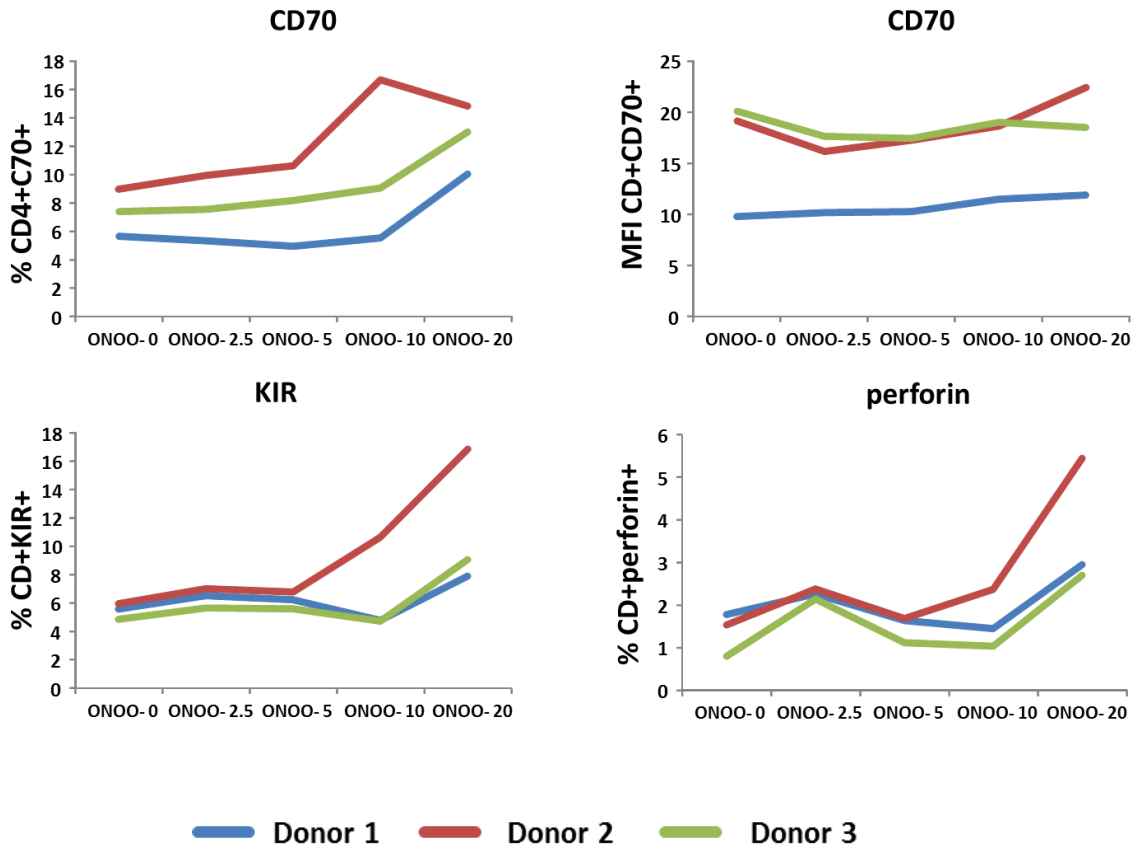 CD70
% CD4+C70+
18
16
14
12
10
8
6
4
2
0
ONOO- 0 ONOO- 2.5 ONOO- 5 ONOO- 10 ONOO- 20
CD70
MFI CD+CD70+
25
20
15
10
5
0
ONOO- 0 ONOO- 2.5 ONOO- 5 ONOO- 10 ONOO- 20
KIR
% CD+KIR+
18
16
14
12
10
8
6
4
2
0
ONOO- 0 ONOO- 2.5 ONOO- 5 ONOO- 10 ONOO- 20
perforin
% CD+perforin+
6
5
4
3
2
1
0
ONOO- 0 ONOO- 2.5 ONOO- 5 ONOO- 10 ONOO- 20
Donor 1 Donor 2 Donor 3